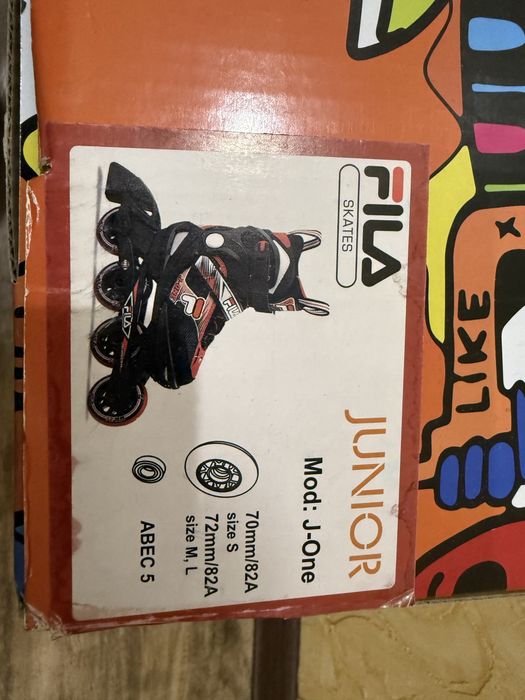 FILA
SKATES
JUNIOR
Mod: J-One
70mm/82A
size S
72mm/82A
size M, L
ABEC 5
LIKE